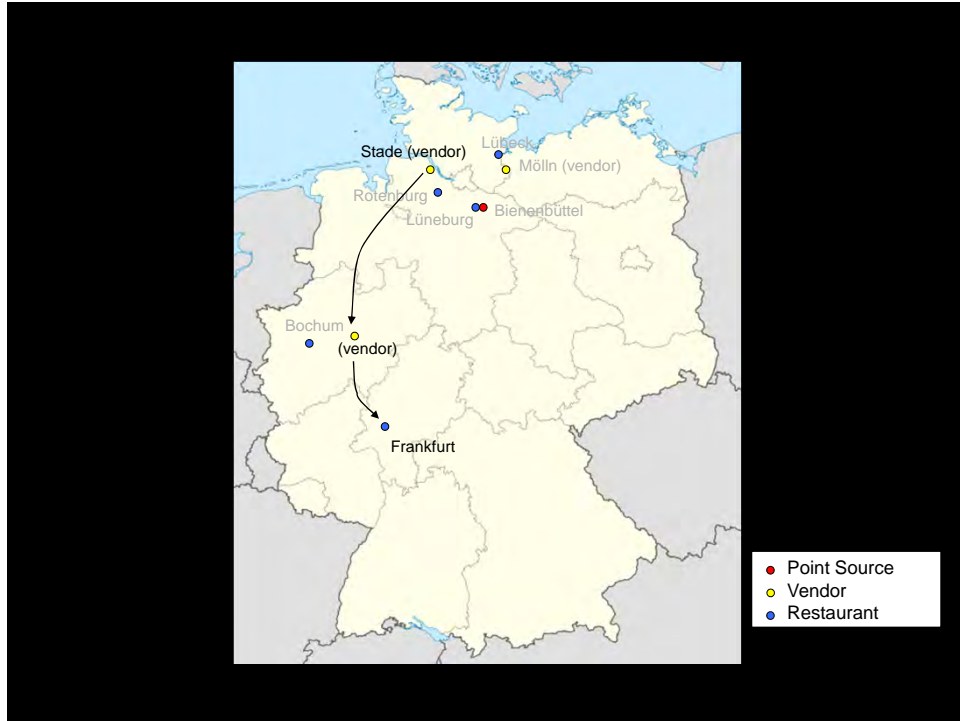 Lübeck
Stade (vendor)
Mölln (vendor)
Rotenburg
Lüneburg
Bienenbüttel
Bochum
(vendor)
Frankfurt
Point Source
Vendor
Restaurant